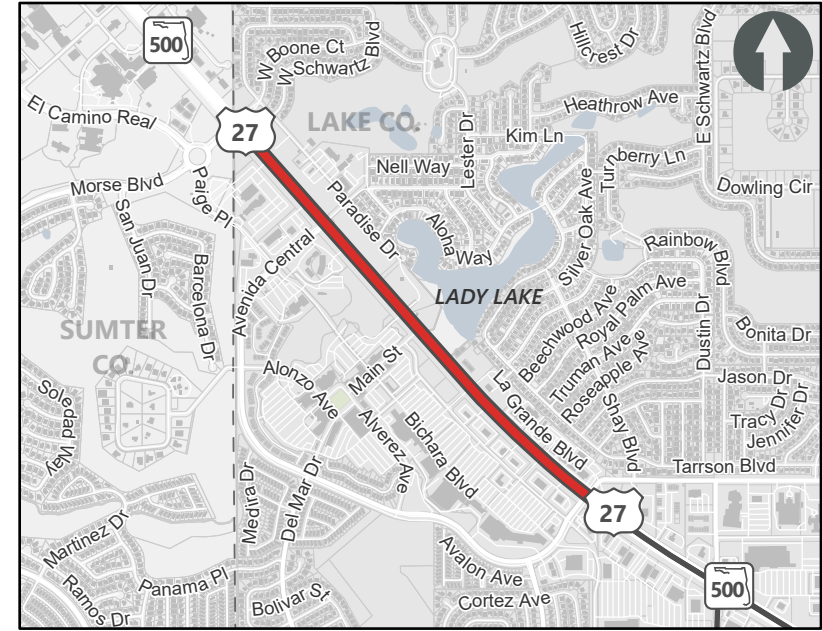 500
W Boone Ct
W Schwartz Blvd
Hillcrest Dr
E Schwartz Blvd
El Camino Real
27
LAKE CO.
Heathrow Ave
Lester Dr
Kim Ln
Nell Way
Turnberry Ln
Morse Blvd
Paige Pl
Paradise Dr
Dowling Cir
San Juan Dr
Aloha Way
Silver Oak Ave
Rainbow Blvd
Barcelona Dr
Avenida Central
LADY LAKE
Beechwood Ave
Royal Palm Ave
SUMTER
CO.
Truman Ave
Roseapple Ave
Dustin Dr
Bonita Dr
Alonzo Ave
Main St
Soledad Way
La Grande Blvd
Shay Blvd
Jason Dr
Tracy Dr
Jennifer Dr
Alverez Ave
Bichara Blvd
Tarrson Blvd
Medira Dr
Del Mar Dr
27
Martinez Dr
Avalon Ave
Panama Pl
500
Ramos Dr
Bolivar St
Cortez Ave